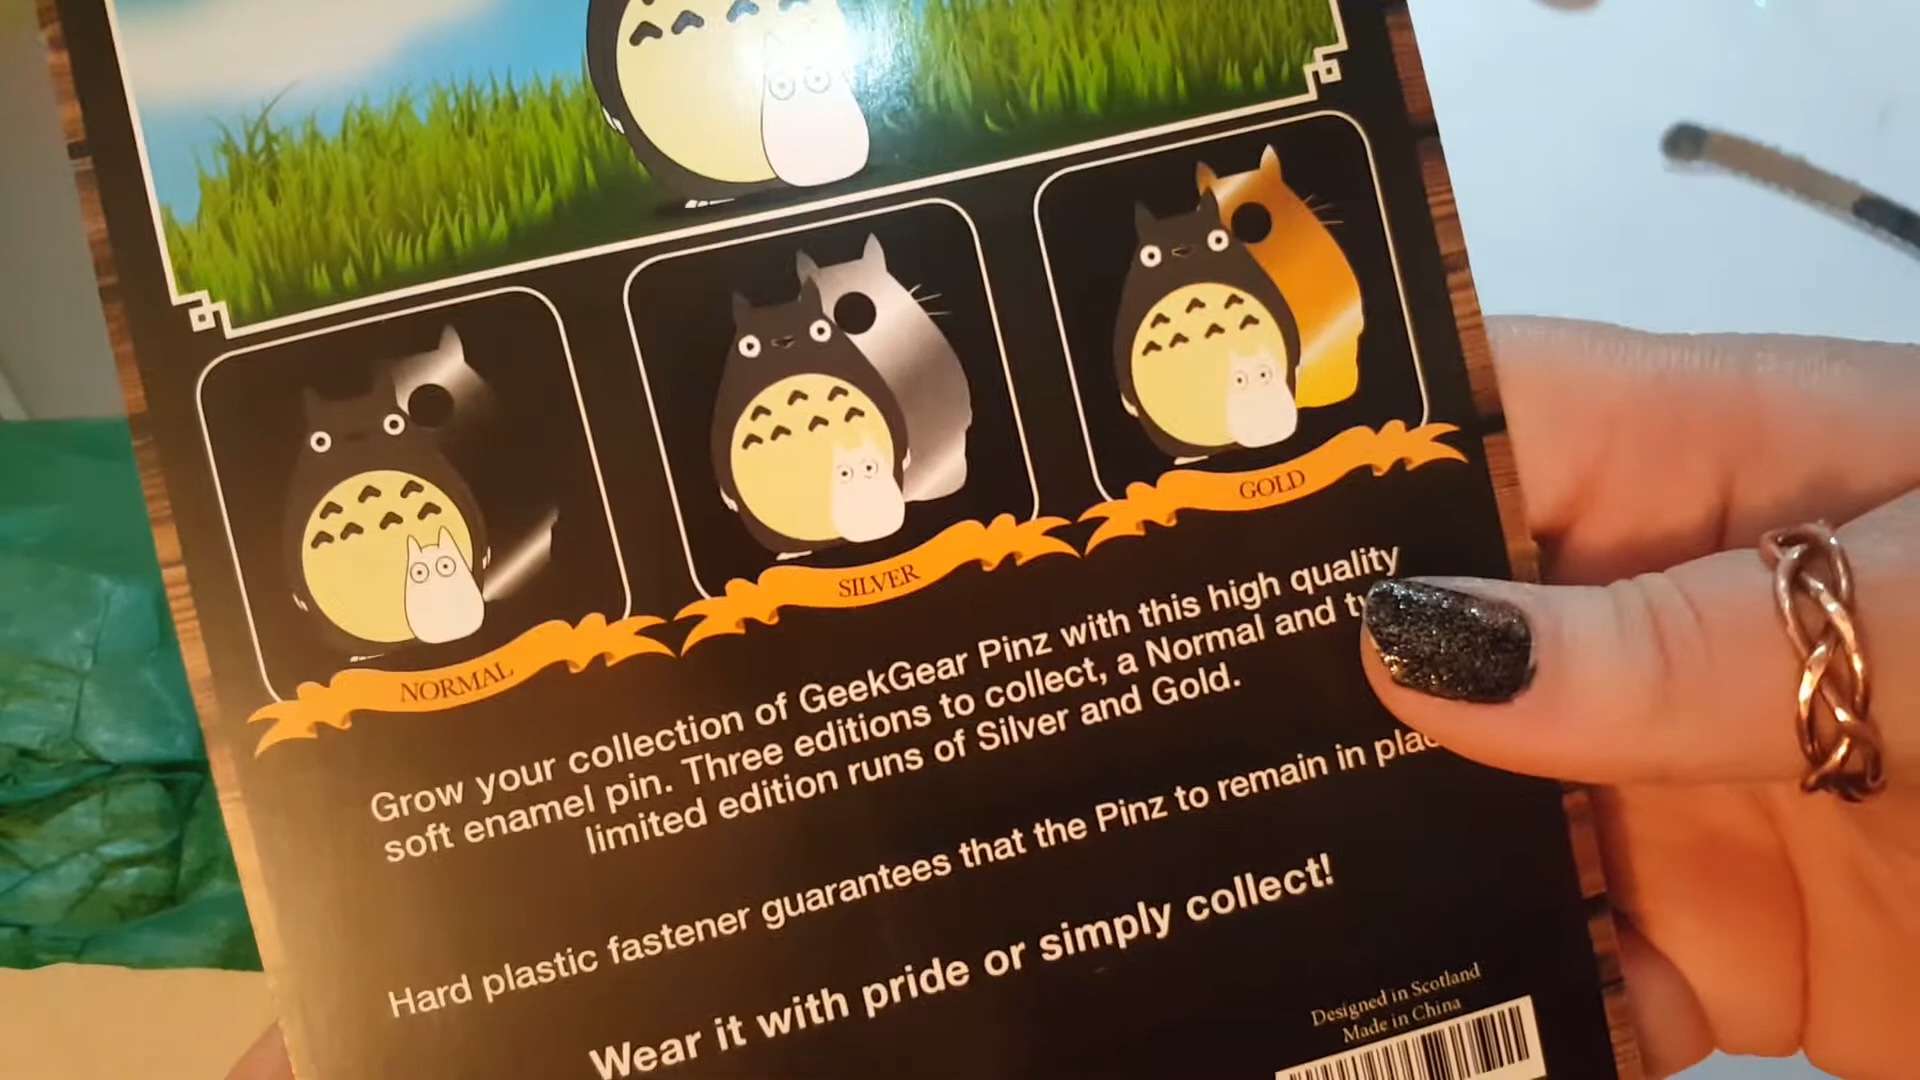 NORMAL
SILVER
GOLD
Grow your collection of GeekGear Pinz with this high quality
soft enamel pin. Three editions to collect, a Normal and
limited edition runs of Silver and Gold.
Hard plastic fastener guarantees that the Pinz to remain in
Wear it with pride or simply collect!
Designed in Scotland
Made in China